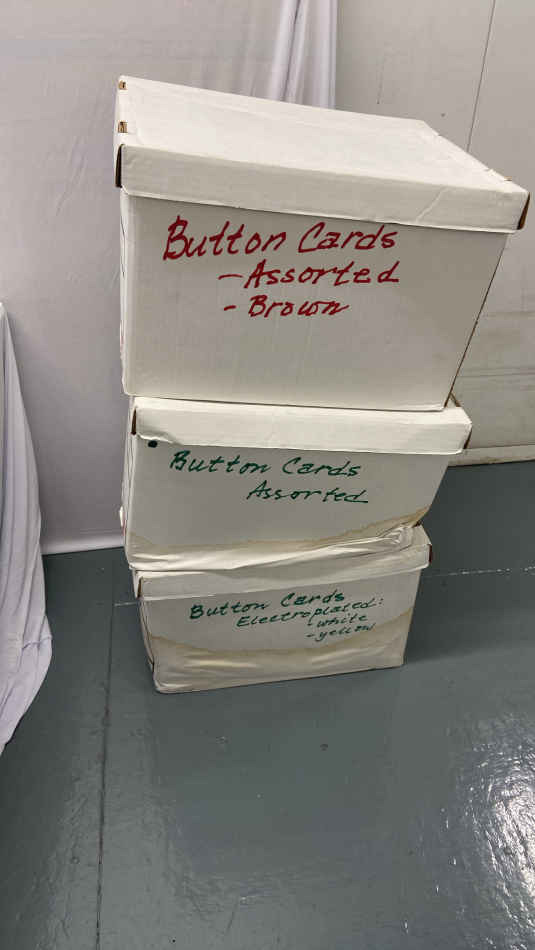 Button Cards
- Assorted
- Brown
Button Cards
Assorted
Button Cards
Electroplated:
- white
- yellow